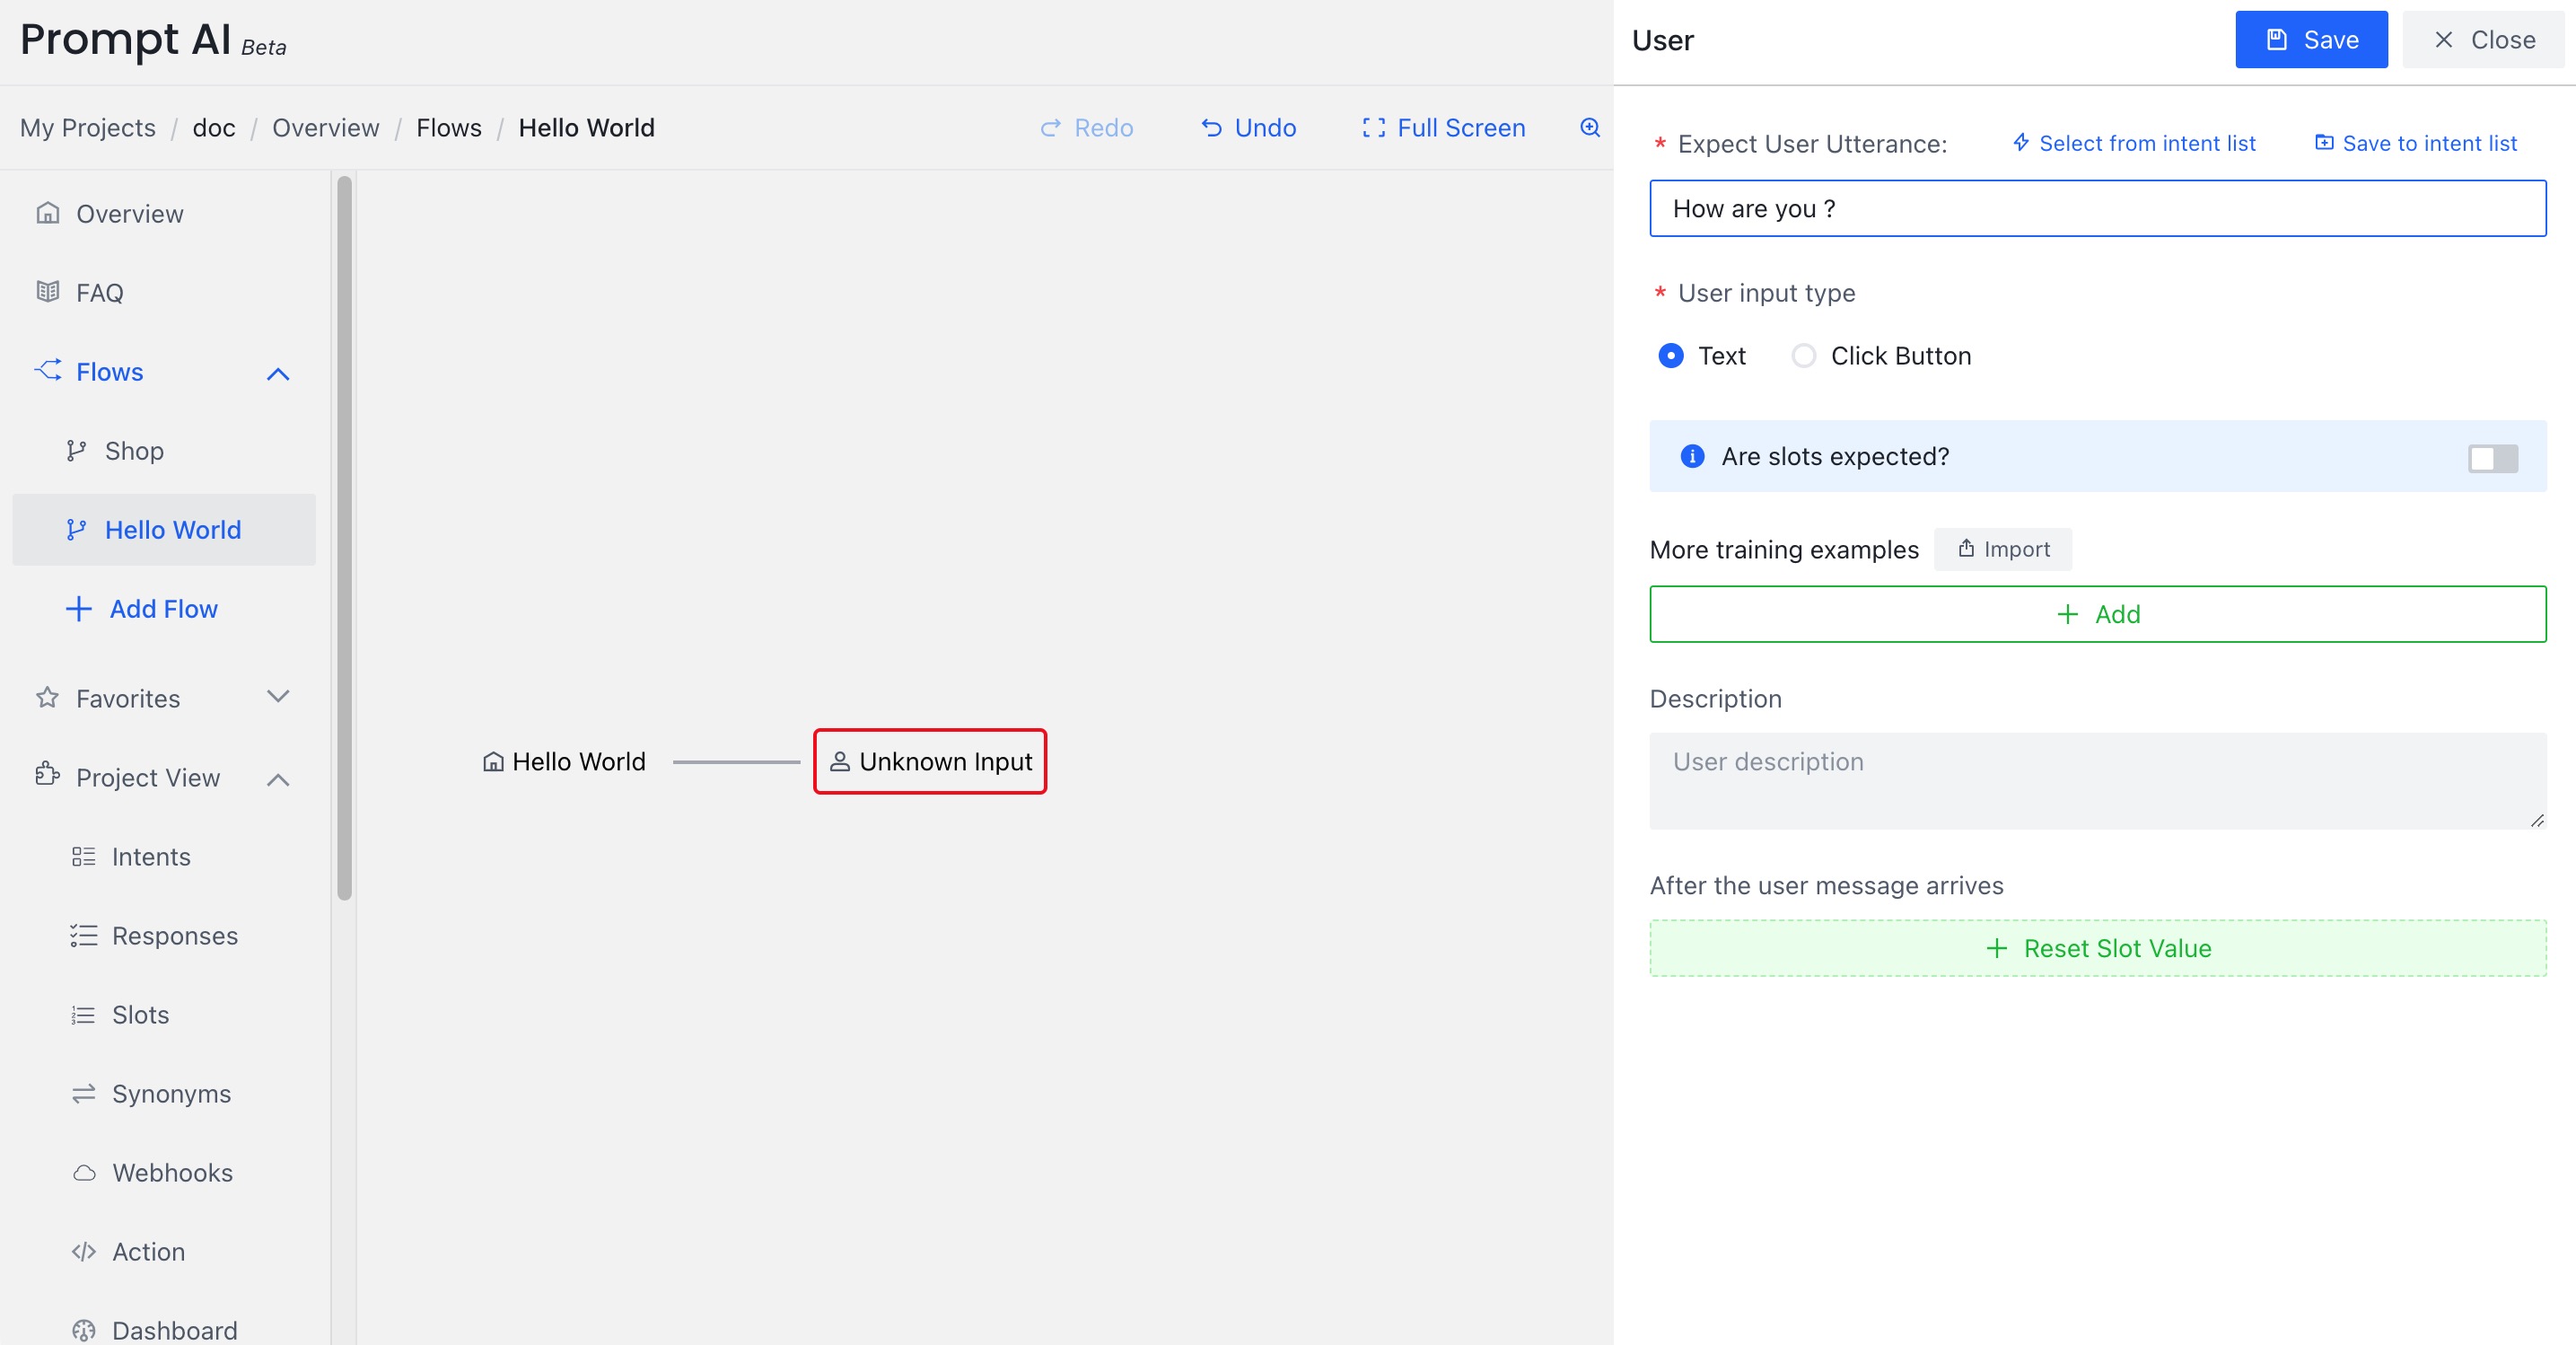 Prompt AI Beta
My Projects / doc / Overview / Flows / Hello World
Redo
Undo
Full Screen
Overview
FAQ
Flows
Shop
Hello World
Add Flow
Favorites
Project View
Intents
Responses
Slots
Synonyms
Webhooks
Action
Dashboard
Hello World
Unknown Input
User
Save
Close
* Expect User Utterance:
Select from intent list
Save to intent list
How are you ?
* User input type
Text
Click Button
Are slots expected?
More training examples
Import
+ Add
Description
User description
After the user message arrives
+ Reset Slot Value